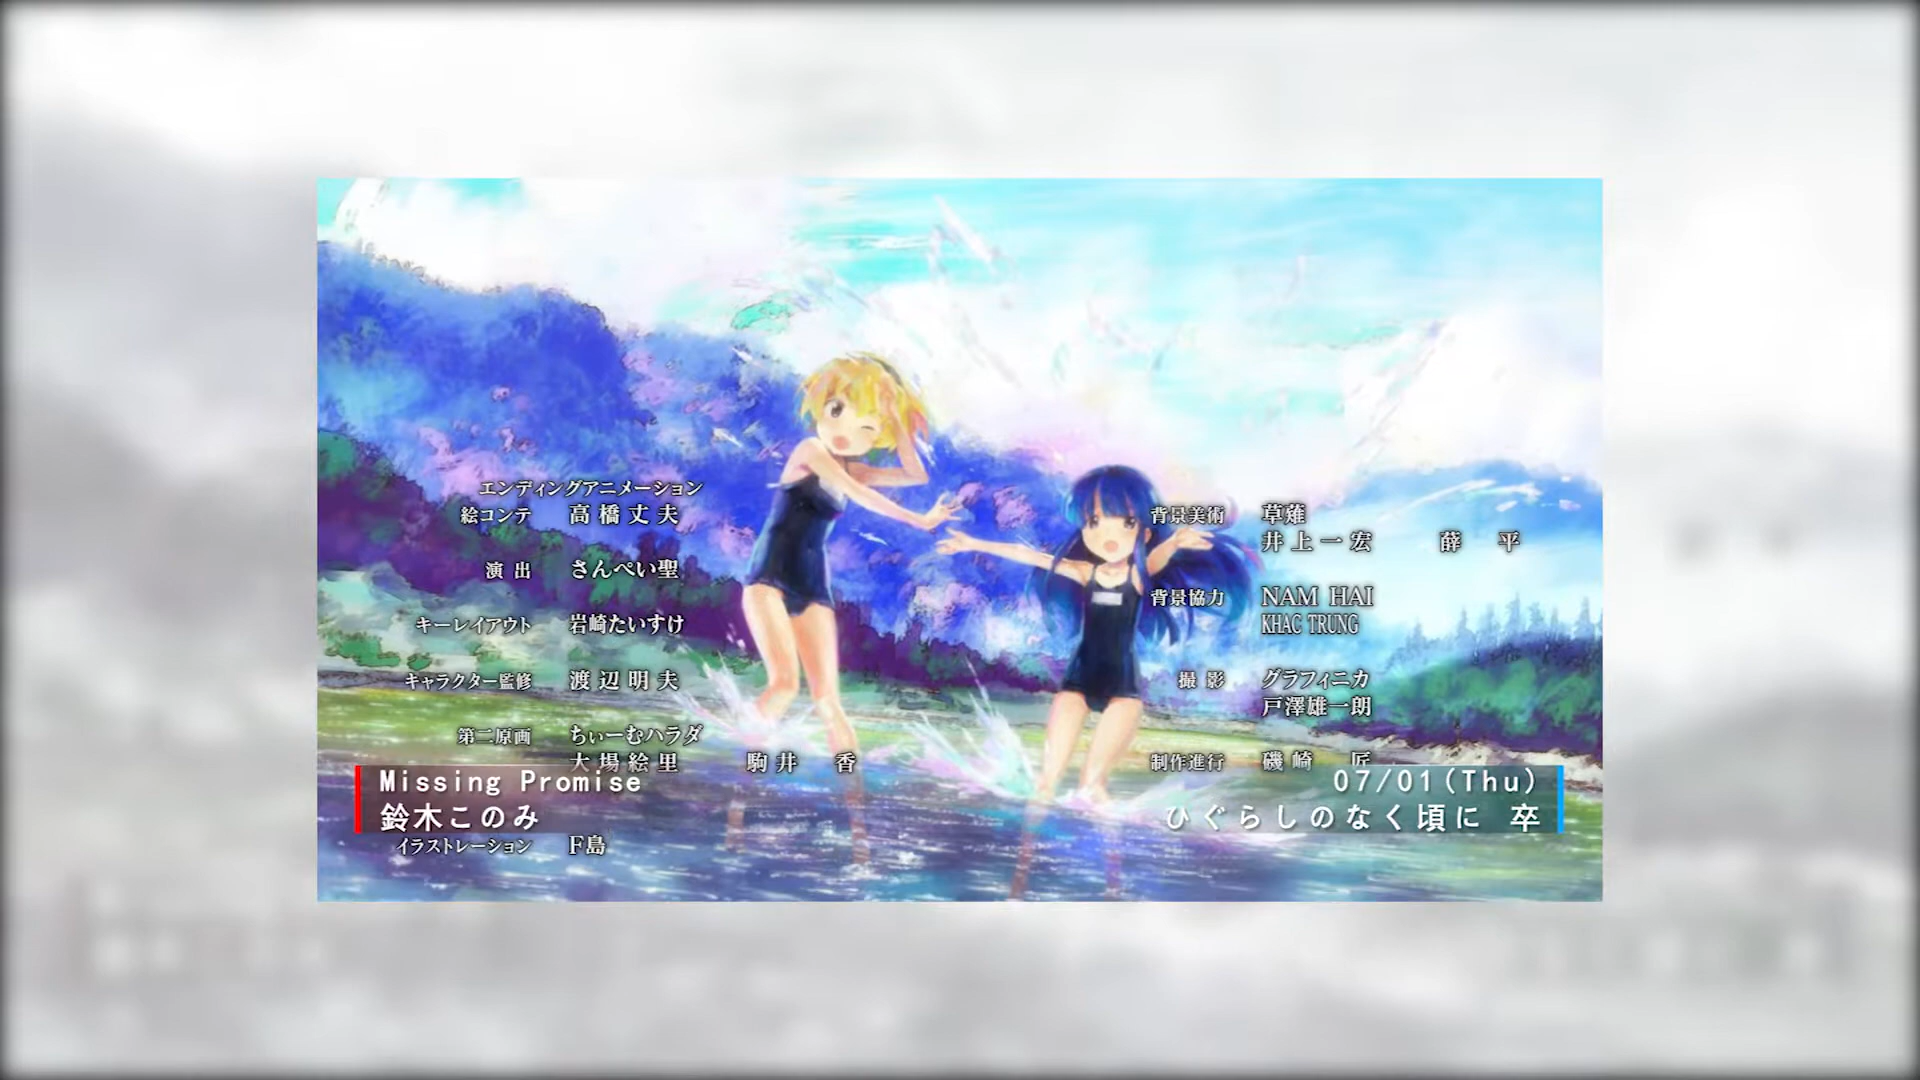 エンディングアニメーション
絵コンテ 高橋丈夫
演出 さんぺい聖
キーレイアウト 岩崎たいすけ
キャラクター監修 渡辺明夫
第二原画 ちぃーむハラダ
大場絵里 駒井 香
Missing Promise
鈴木このみ
イラストレーション F島
背景美術 草薙
井上一宏 薛 平
背景協力 NAM HAI
KHAC TRUNG
撮影 グラフィニカ
戸澤雄一朗
制作進行 磯崎 匠
07/01(Thu)
ひぐらしのなく頃に 卒